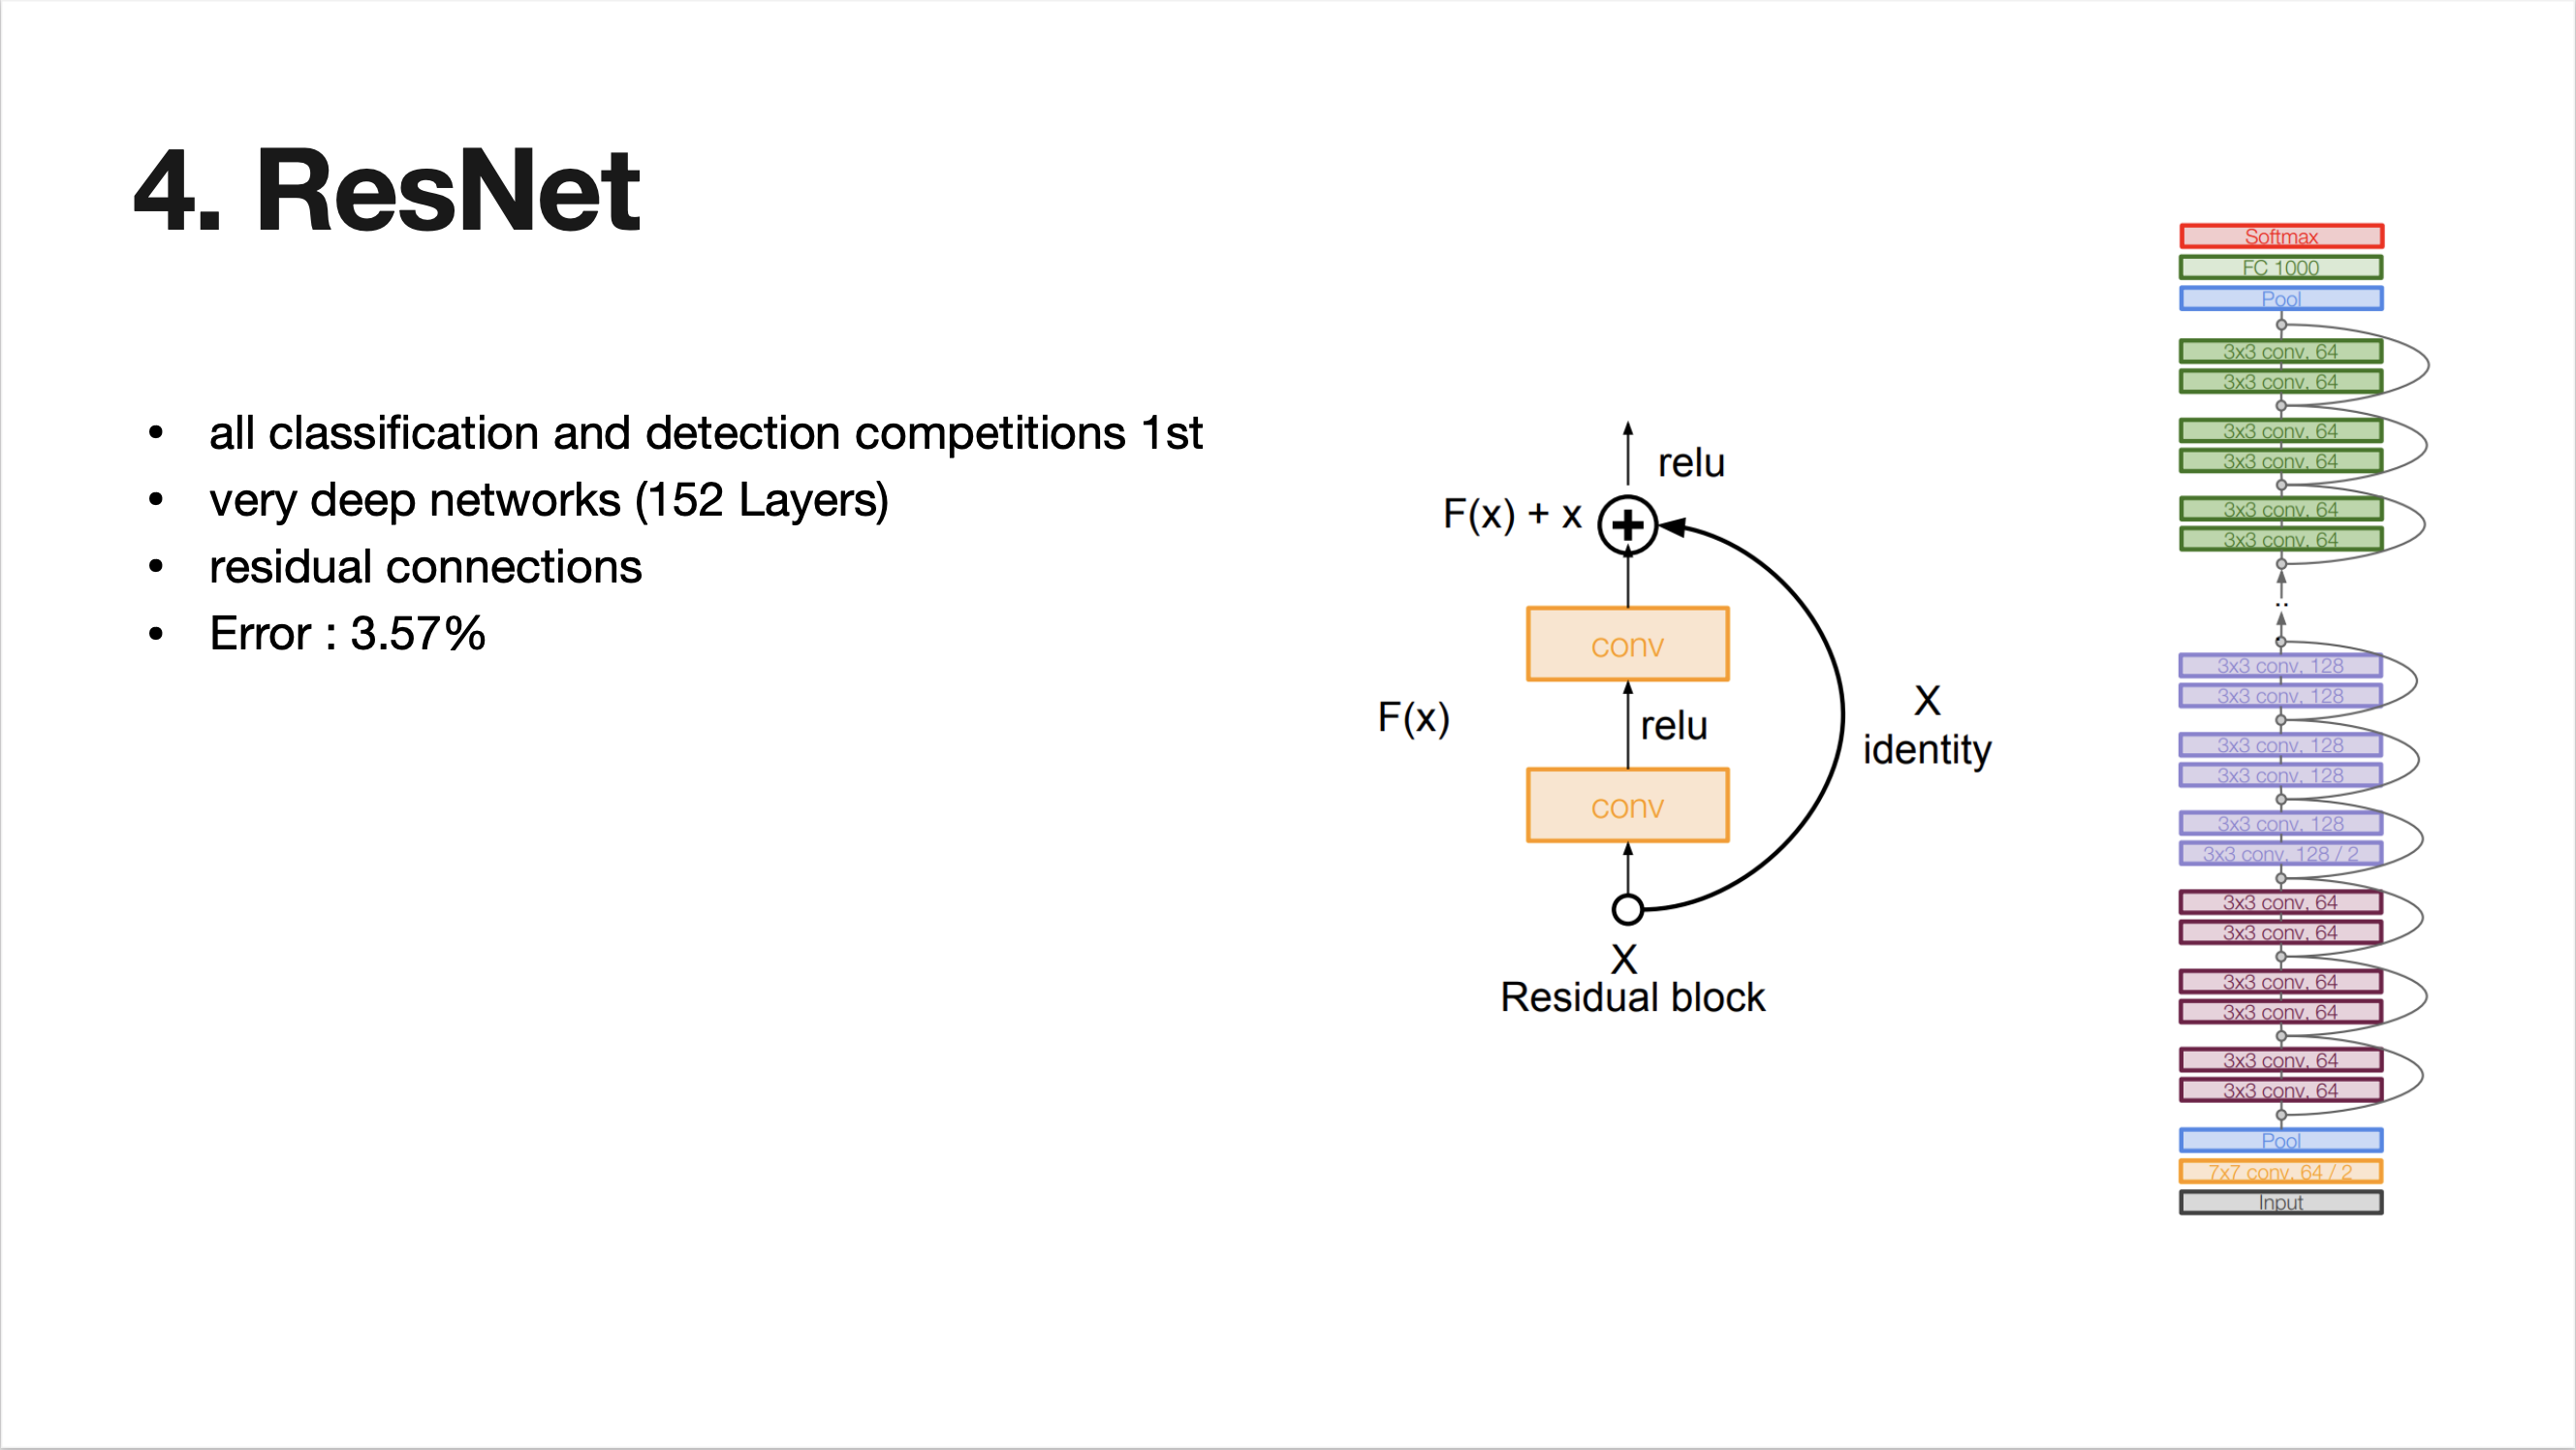 4. ResNet
• all classification and detection competitions 1st
• very deep networks (152 Layers)
• residual connections
• Error : 3.57%
relu
F(x) + x
conv
F(x)
relu
X
identity
conv
X
Residual block
Softmax
FC 1000
Pool
3x3 conv, 64
3x3 conv, 64
3x3 conv, 64
3x3 conv, 64
3x3 conv, 64
3x3 conv, 64
..
3x3 conv, 128
3x3 conv, 128
3x3 conv, 128
3x3 conv, 128
3x3 conv, 128
3x3 conv, 128 / 2
3x3 conv, 64
3x3 conv, 64
3x3 conv, 64
3x3 conv, 64
3x3 conv, 64
3x3 conv, 64
Pool
7x7 conv, 64 / 2
Input